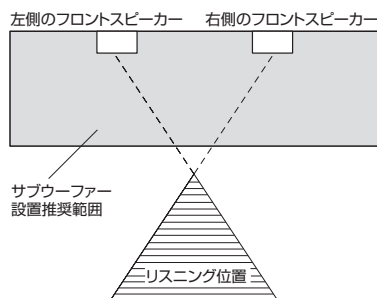 左側のフロントスピーカー
右側のフロントスピーカー
サブウーファー
設置推奨範囲
リスニング位置